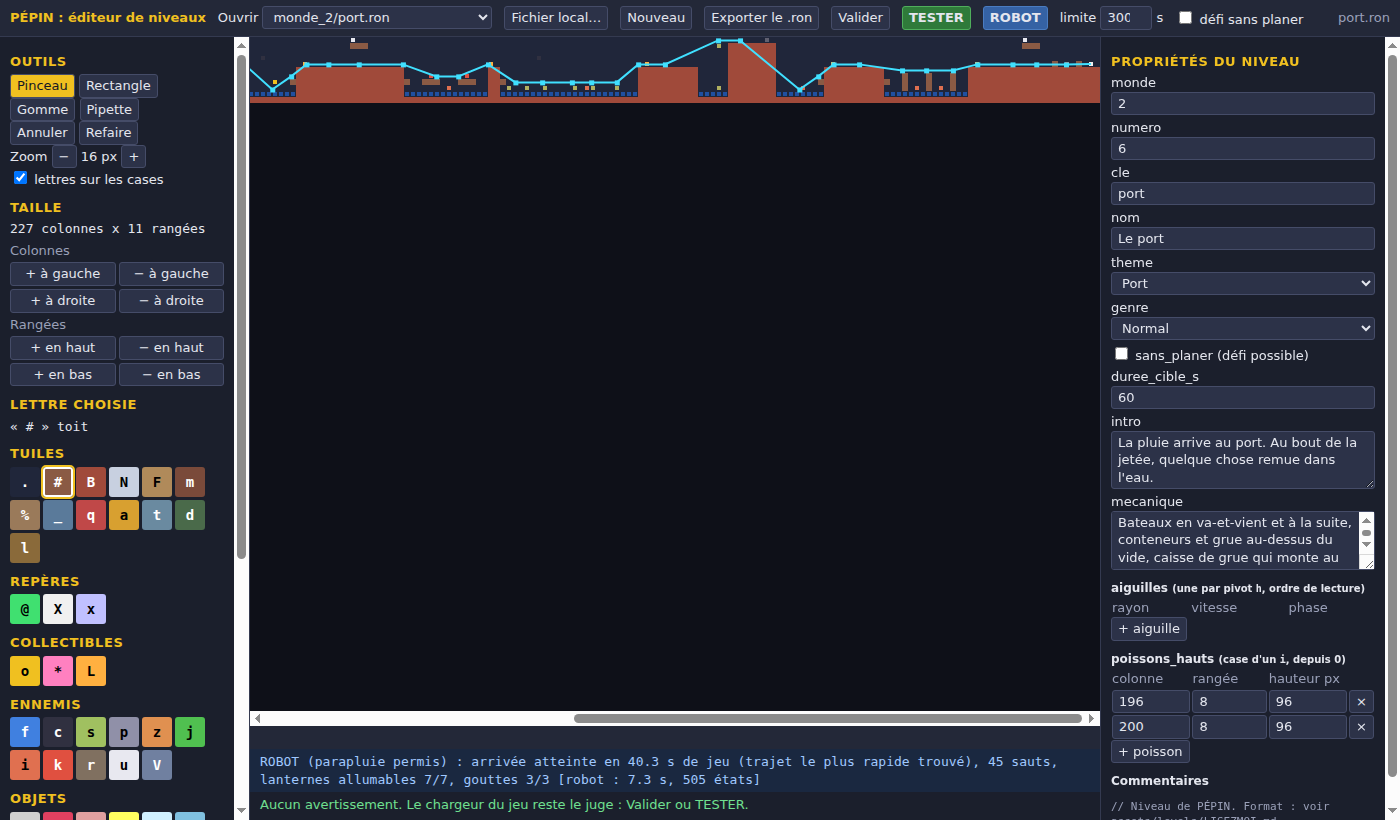 PÉPIN : éditeur de niveaux Ouvrir monde_2/port.ron Fichier local... Nouveau Exporter le .ron Valider TESTER ROBOT limite 300 s défi sans planer port.ron
OUTILS
Pinceau Rectangle
Gomme Pipette
Annuler Refaire
Zoom − 16 px +
lettres sur les cases
TAILLE
227 colonnes x 11 rangées
Colonnes
+ à gauche − à gauche
+ à droite − à droite
Rangées
+ en haut − en haut
+ en bas − en bas
LETTRE CHOISIE
« # » toit
TUILES
. # B N F m
% _ q a t d
l
REPÈRES
@ X x
COLLECTIBLES
o * L
ENNEMIS
f c s p z j
i k r u V
OBJETS
ROBOT (parapluie permis) : arrivée atteinte en 40.3 s de jeu (trajet le plus rapide trouvé), 45 sauts,
lanternes allumables 7/7, gouttes 3/3 [robot : 7.3 s, 505 états]
Aucun avertissement. Le chargeur du jeu reste le juge : Valider ou TESTER.
PROPRIÉTÉS DU NIVEAU
monde
2
numero
6
cle
port
nom
Le port
theme
Port
genre
Normal
sans_planer (défi possible)
duree_cible_s
60
intro
La pluie arrive au port. Au bout de la
jetée, quelque chose remue dans
l'eau.
mecanique
Bateaux en va-et-vient et à la suite,
conteneurs et grue au-dessus du
vide, caisse de grue qui monte au
aiguilles (une par pivot h, ordre de lecture)
rayon vitesse phase
+ aiguille
poissons_hauts (case d'un i, depuis 0)
colonne rangée hauteur px
196 8 96 ×
200 8 96 ×
+ poisson
Commentaires
// Niveau de PÉPIN. Format : voir